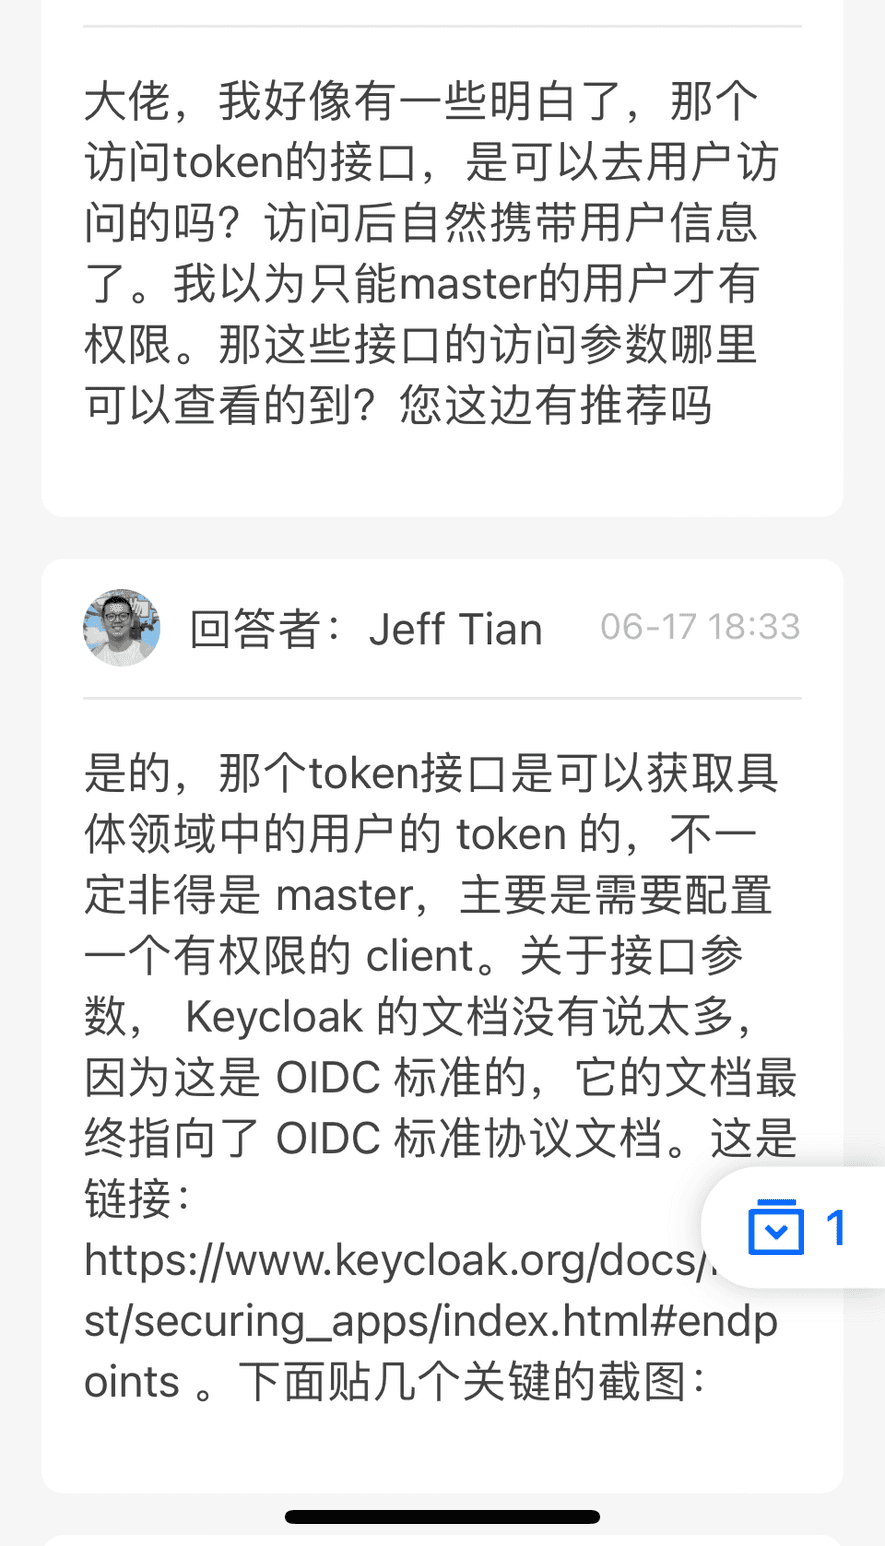 大佬，我好像有一些明白了，那个
访问token的接口，是可以去用户访
问的吗？访问后自然携带用户信息
了。我以为只能master的用户才有
权限。那这些接口的访问参数哪里
可以查看的到？您这边有推荐吗
回答者：Jeff Tian 06-17 18:33
是的，那个token接口是可以获取具
体领域中的用户的 token 的，不一
定非得是 master，主要是需要配置
一个有权限的 client。关于接口参
数， Keycloak 的文档没有说太多，
因为这是 OIDC 标准的，它的文档最
终指向了 OIDC 标准协议文档。这是
链接：
https://www.keycloak.org/docs/
st/securing_apps/index.html#endp
oints 。下面贴几个关键的截图：
1